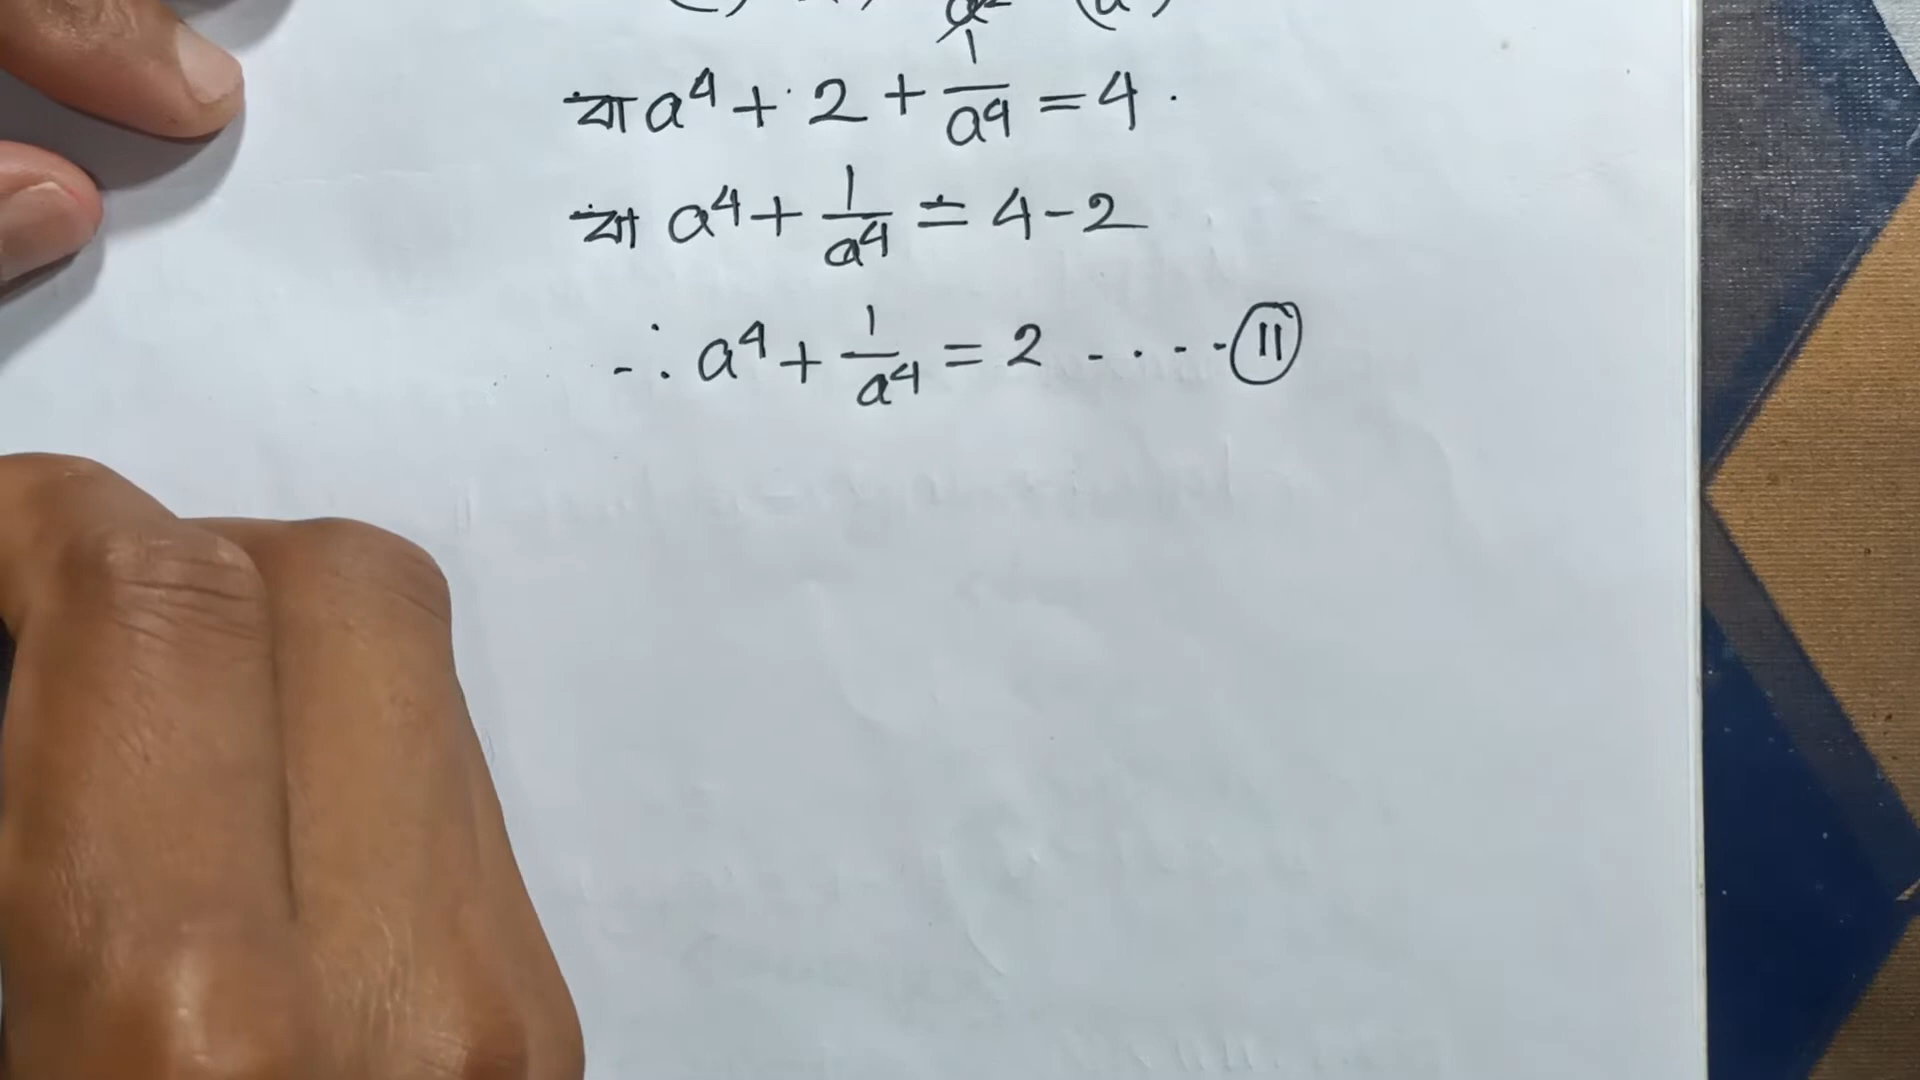 বা a⁴ + 2 + 1/a⁴ = 4
বা a⁴ + 1/a⁴ = 4 - 2
∴ a⁴ + 1/a⁴ = 2 ..... (II)